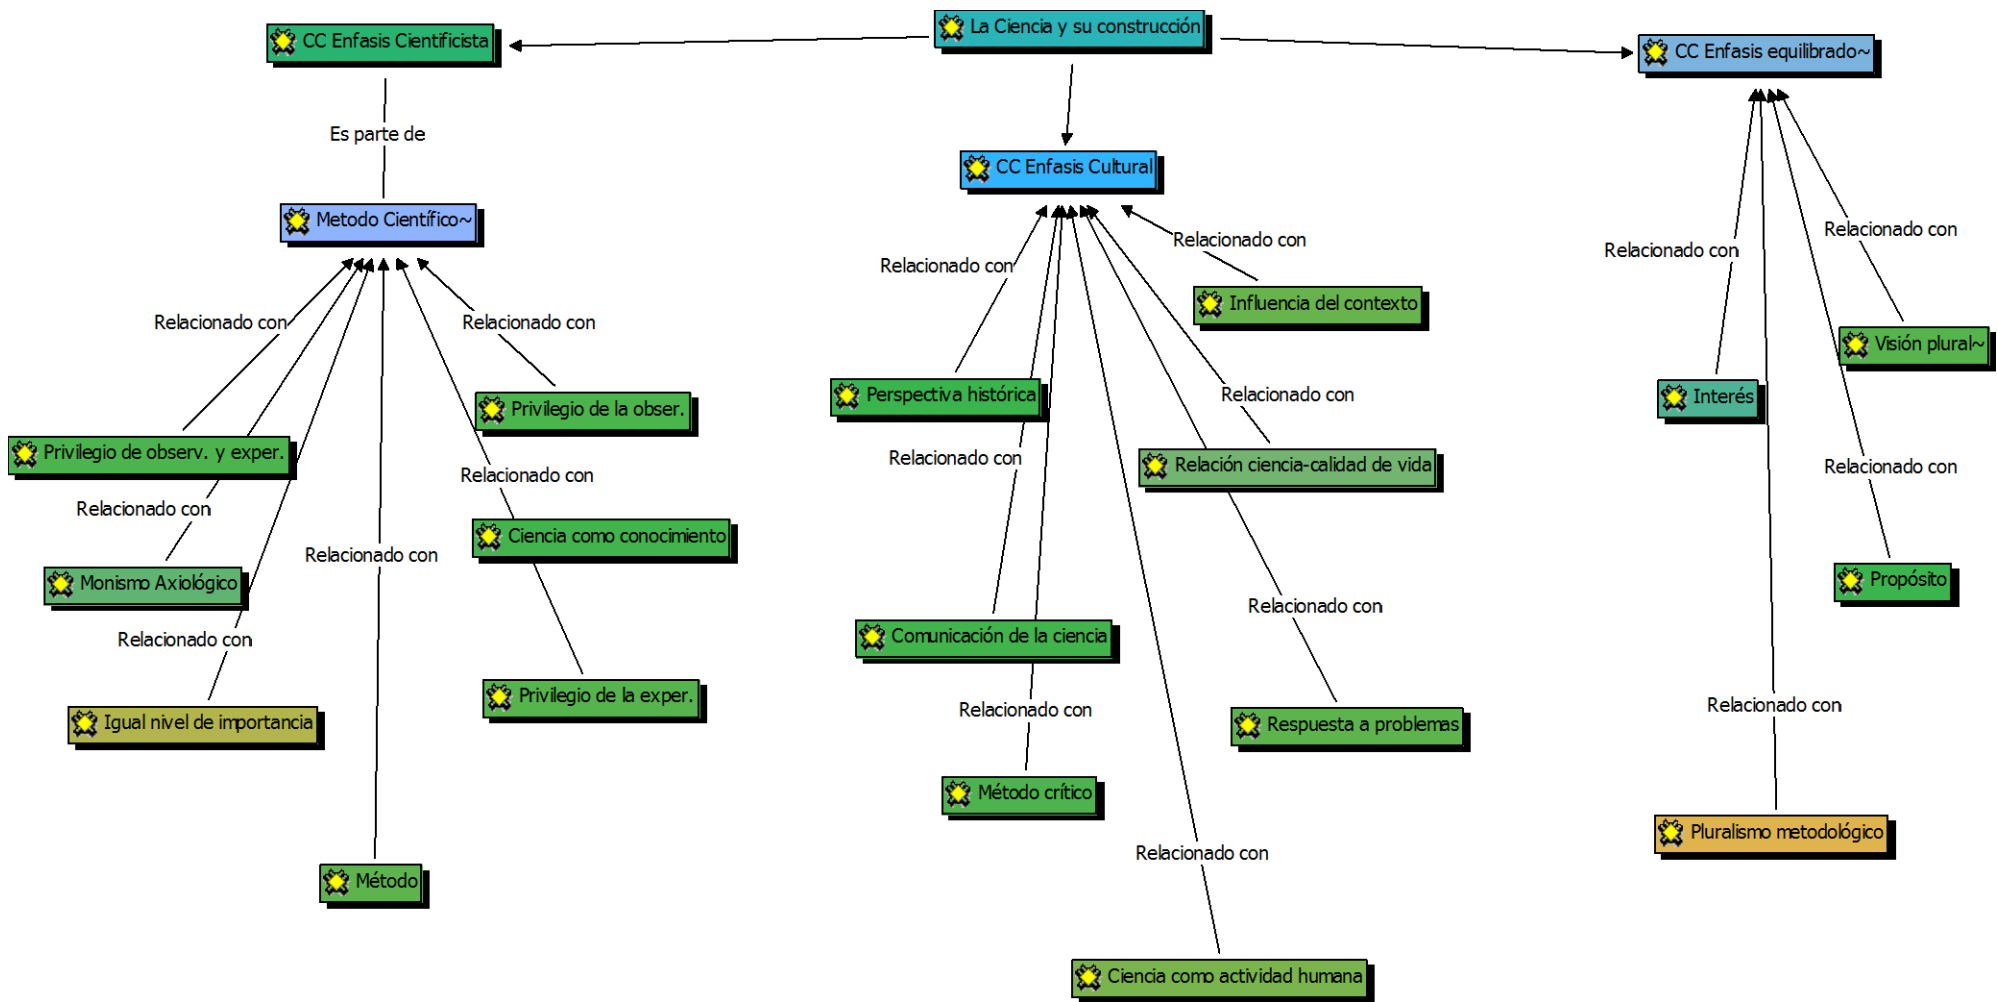 La Ciencia y su construcción
CC Enfasis Cientificista
CC Enfasis equilibrado~
Es parte de
CC Enfasis Cultural
Metodo Científico~
Relacionado con
Relacionado con
Relacionado con
Relacionado con
Influencia del contexto
Relacionado con
Relacionado con
Visión plural~
Perspectiva histórica
Interés
Relacionado con
Privilegio de la obser.
Privilegio de observ. y exper.
Relacionado con
Relación ciencia-calidad de vida
Relacionado con
Relacionado con
Relacionado con
Ciencia como conocimiento
Relacionado con
Monismo Axiológico
Propósito
Relacionado con
Relacionado con
Comunicación de la ciencia
Privilegio de la exper.
Relacionado con
Relacionado con
Igual nivel de importancia
Respuesta a problemas
Método crítico
Pluralismo metodológico
Relacionado con
Método
Ciencia como actividad humana